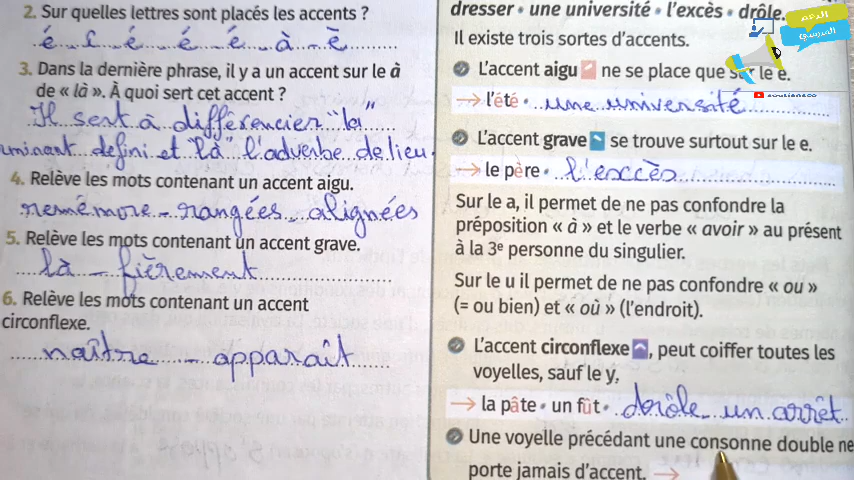 2. Sur quelles lettres sont placés les accents ?
é é é é à - è
3. Dans la dernière phrase, il y a un accent sur le à
de « là ». À quoi sert cet accent ?
Il sert à différencier "la"
minant défini et "là" l'adverbe de lieu.
4. Relève les mots contenant un accent aigu.
remémore - rangées - alignées
5. Relève les mots contenant un accent grave.
là - fièrement
6. Relève les mots contenant un accent
circonflexe.
naître - apparaît
dresser • une université • l'excès • drôle.
Il existe trois sortes d'accents.
L'accent aigu ne se place que sur le e.
→ l'été • une université
L'accent grave se trouve surtout sur le e.
→ le père • l'excès
Sur le a, il permet de ne pas confondre la
préposition « à » et le verbe « avoir » au présent
à la 3e personne du singulier.
Sur le u il permet de ne pas confondre « ou »
(= ou bien) et « où » (l'endroit).
L'accent circonflexe , peut coiffer toutes les
voyelles, sauf le y,
→ la pâte • un fût • drôle un arrêt
Une voyelle précédant une consonne double ne
porte jamais d'accent. →
الدعم
المدرسي